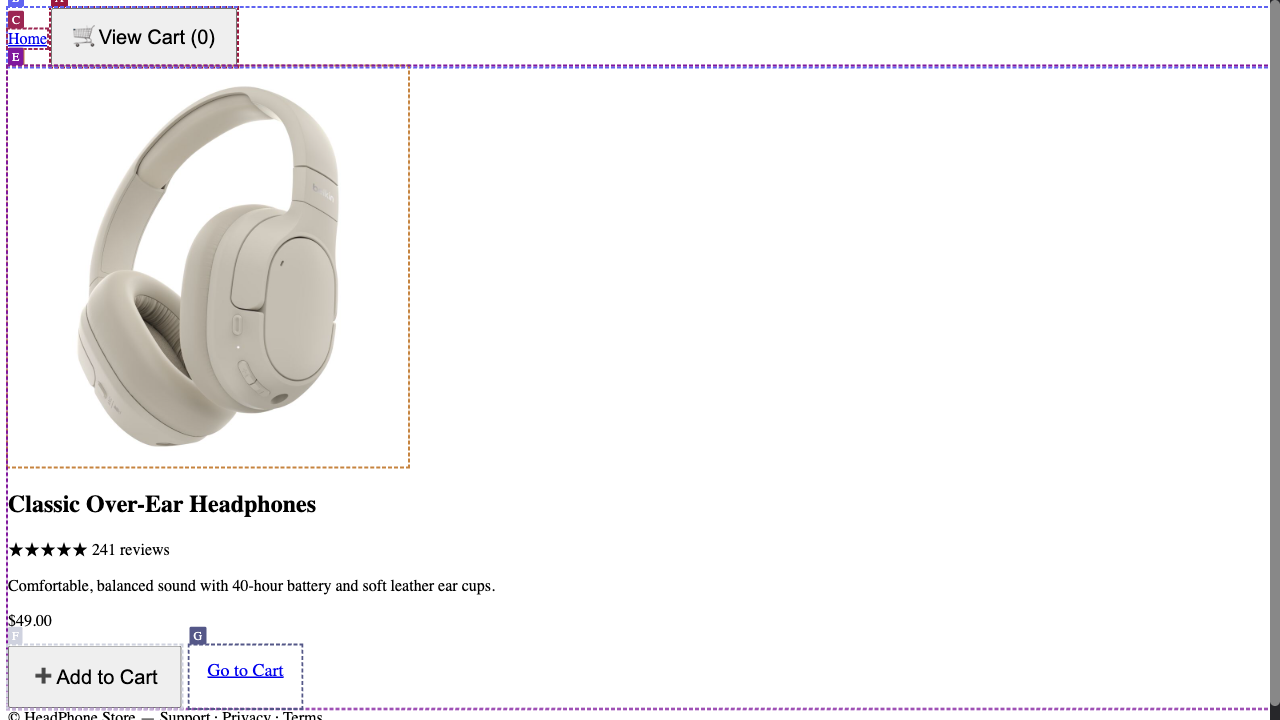 C
Home
🛒View Cart (0)
E
Classic Over-Ear Headphones
★★★★★ 241 reviews
Comfortable, balanced sound with 40-hour battery and soft leather ear cups.
$49.00
F
G
➕Add to Cart
Go to Cart
© HeadPhone Store — Support · Privacy · Terms